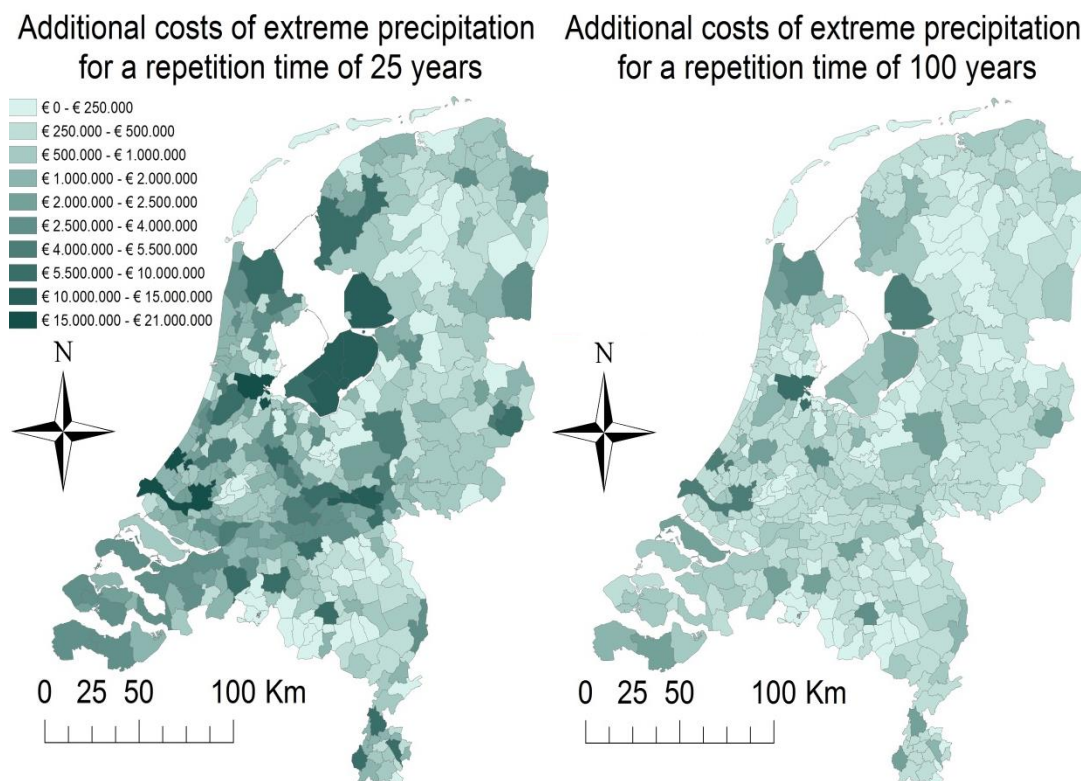 Additional costs of extreme precipitation
for a repetition time of 25 years
€ 0 - € 250.000
€ 250.000 - € 500.000
€ 500.000 - € 1.000.000
€ 1.000.000 - € 2.000.000
€ 2.000.000 - € 2.500.000
€ 2.500.000 - € 4.000.000
€ 4.000.000 - € 5.500.000
€ 5.500.000 - € 10.000.000
€ 10.000.000 - € 15.000.000
€ 15.000.000 - € 21.000.000
N
0 25 50 100 Km
Additional costs of extreme precipitation
for a repetition time of 100 years
N
0 25 50 100 Km